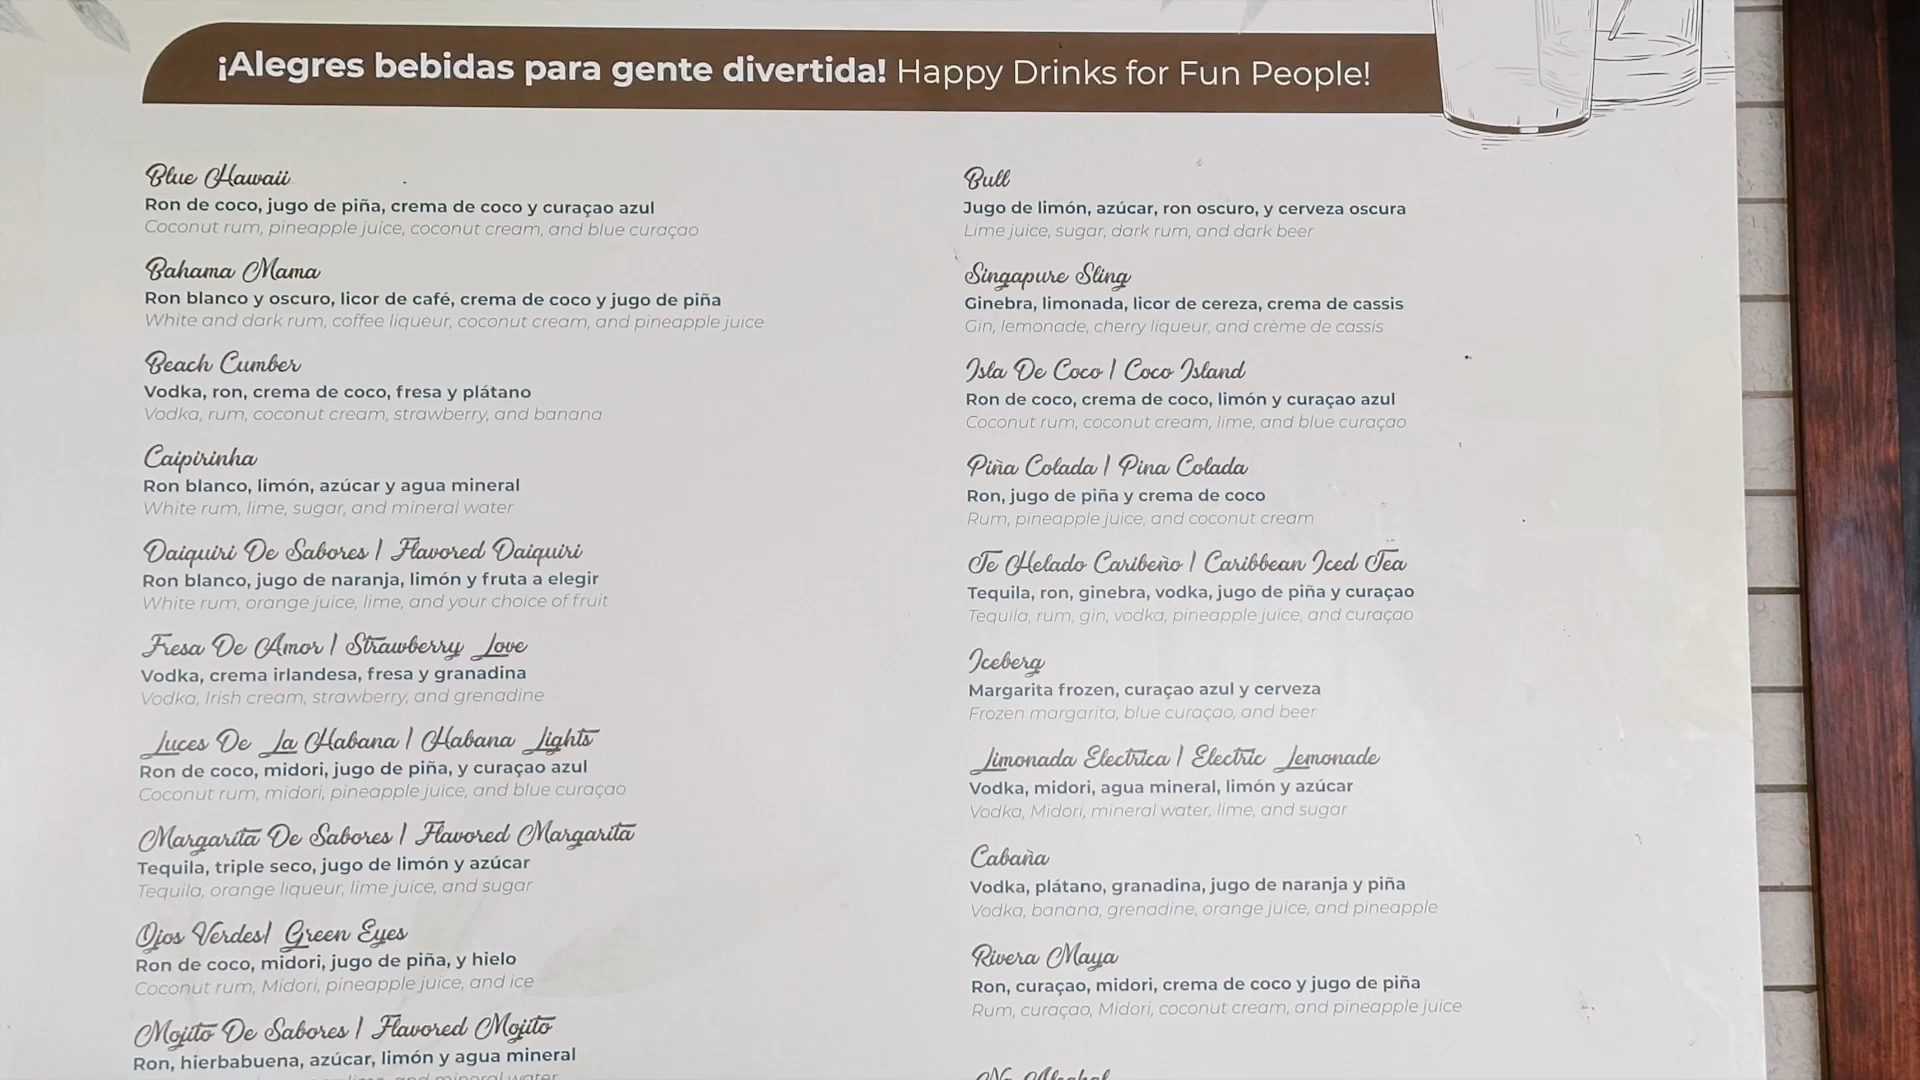 ¡Alegres bebidas para gente divertida! Happy Drinks for Fun People!
Blue Hawaii
Ron de coco, jugo de piña, crema de coco y curaçao azul
Coconut rum, pineapple juice, coconut cream, and blue curaçao
Bahama Mama
Ron blanco y oscuro, licor de café, crema de coco y jugo de piña
White and dark rum, coffee liqueur, coconut cream, and pineapple juice
Beach Cumber
Vodka, ron, crema de coco, fresa y plátano
Vodka, rum, coconut cream, strawberry, and banana
Caipirinha
Ron blanco, limón, azúcar y agua mineral
White rum, lime, sugar, and mineral water
Daiquiri De Sabores | Flavored Daiquiri
Ron blanco, jugo de naranja, limón y fruta a elegir
White rum, orange juice, lime, and your choice of fruit
Fresa De Amor | Strawberry Love
Vodka, crema irlandesa, fresa y granadina
Vodka, Irish cream, strawberry, and grenadine
Luces De La Habana | Habana Lights
Ron de coco, midori, jugo de piña, y curaçao azul
Coconut rum, midori, pineapple juice, and blue curaçao
Margarita De Sabores | Flavored Margarita
Tequila, triple seco, jugo de limón y azúcar
Tequila, orange liqueur, lime juice, and sugar
Ojos Verdes| Green Eyes
Ron de coco, midori, jugo de piña, y hielo
Coconut rum, Midori, pineapple juice, and ice
Mojito De Sabores | Flavored Mojito
Ron, hierbabuena, azúcar, limón y agua mineral
and mineral water
Bull
Jugo de limón, azúcar, ron oscuro, y cerveza oscura
Lime juice, sugar, dark rum, and dark beer
Singapure Sling
Ginebra, limonada, licor de cereza, crema de cassis
Gin, lemonade, cherry liqueur, and crème de cassis
Isla De Coco | Coco Island
Ron de coco, crema de coco, limón y curaçao azul
Coconut rum, coconut cream, lime, and blue curaçao
Piña Colada | Pina Colada
Ron, jugo de piña y crema de coco
Rum, pineapple juice, and coconut cream
Te Helado Caribeño | Caribbean Iced Tea
Tequila, ron, ginebra, vodka, jugo de piña y curaçao
Tequila, rum, gin, vodka, pineapple juice, and curaçao
Iceberg
Margarita frozen, curaçao azul y cerveza
Frozen margarita, blue curaçao, and beer
Limonada Electrica | Electric Lemonade
Vodka, midori, agua mineral, limón y azúcar
Vodka, Midori, mineral water, lime, and sugar
Cabaña
Vodka, plátano, granadina, jugo de naranja y piña
Vodka, banana, grenadine, orange juice, and pineapple
Rivera Maya
Ron, curaçao, midori, crema de coco y jugo de piña
Rum, curaçao, Midori, coconut cream, and pineapple juice